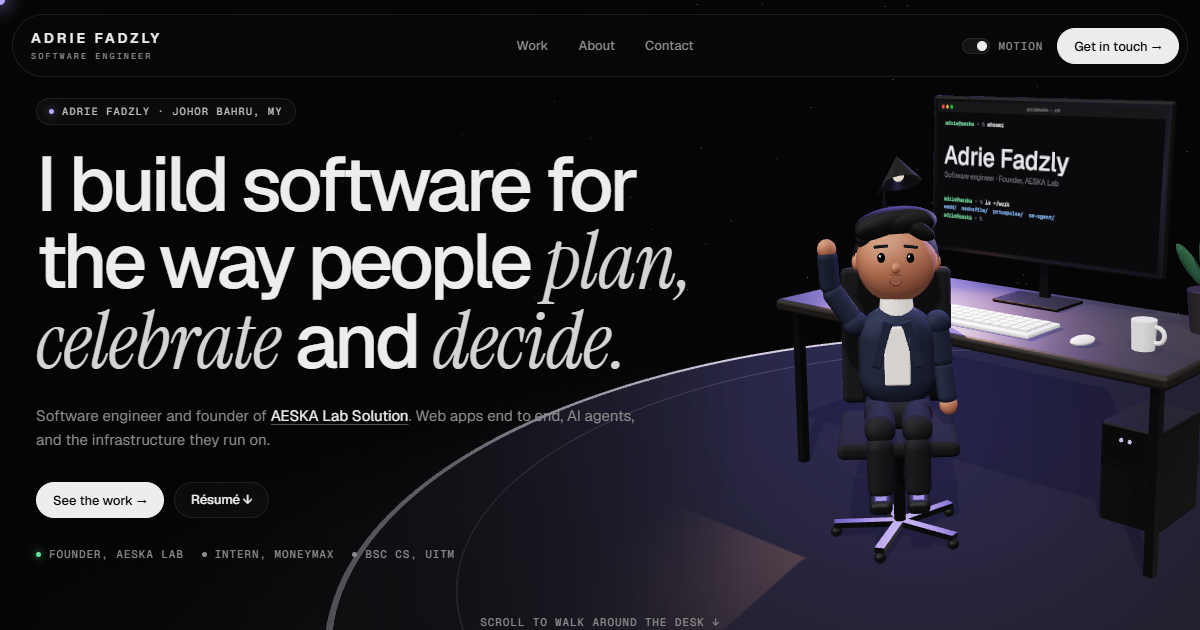 ADRIE FADZLY
SOFTWARE ENGINEER
Work
About
Contact
MOTION
Get in touch →
ADRIE FADZLY · JOHOR BAHRU, MY
I build software for
the way people plan,
celebrate and decide.
Software engineer and founder of AESKA Lab Solution. Web apps end to end, AI agents,
and the infrastructure they run on.
See the work →
Résumé ↓
FOUNDER, AESKA LAB
INTERN, MONEYMAX
BSC CS, UITM
SCROLL TO WALK AROUND THE DESK ↓
whoami
Adrie Fadzly
Software engineer · Founder, AESKA Lab